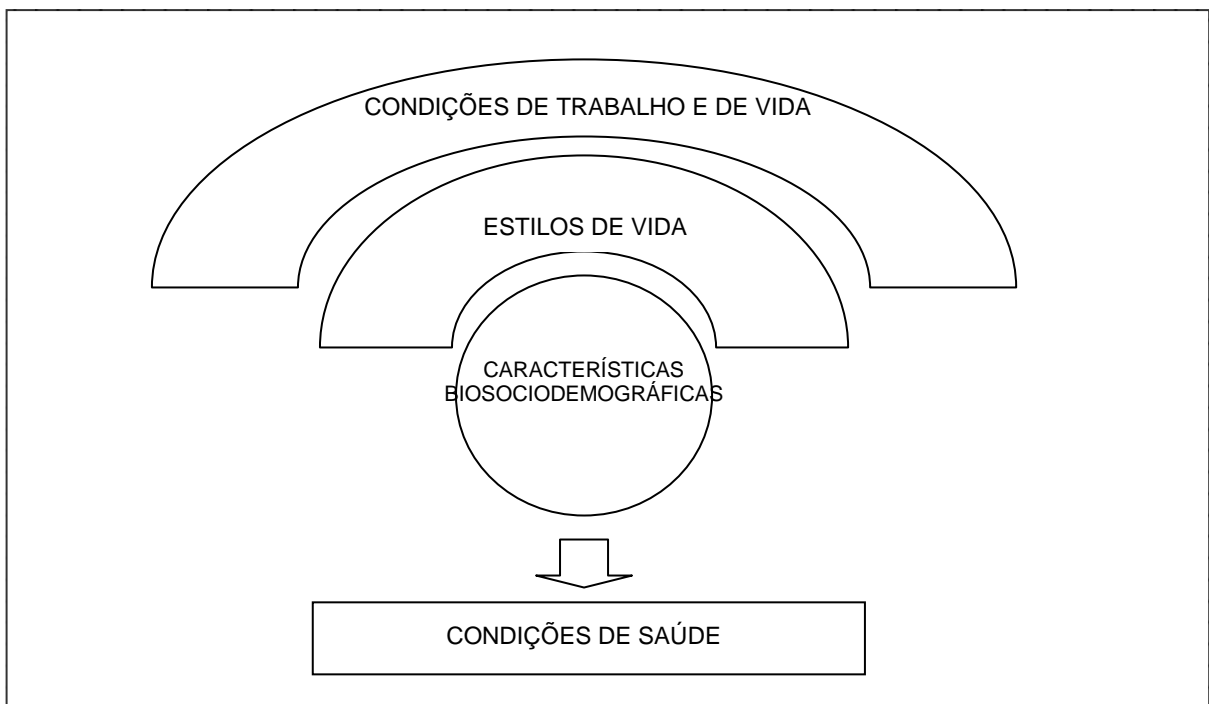 CONDIÇÕES DE TRABALHO E DE VIDA
ESTILOS DE VIDA
CARACTERÍSTICAS
BIOSOCIODEMOGRÁFICAS
CONDIÇÕES DE SAÚDE